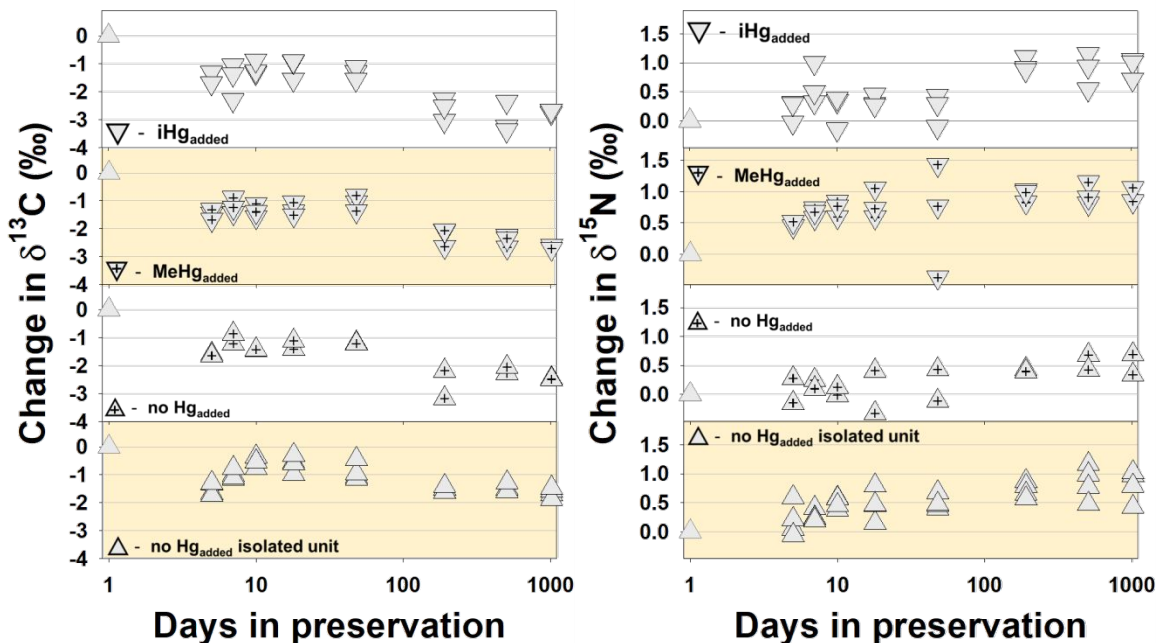 Change in δ¹³C (‰)
0
-1
-2
-3
-4
- iHgadded
0
-1
-2
-3
-4
- MeHgadded
0
-1
-2
-3
-4
- no Hgadded
0
-1
-2
-3
-4
- no Hgadded isolated unit
1 10 100 1000
Days in preservation
Change in δ¹⁵N (‰)
1.5
1.0
0.5
0.0
- iHgadded
1.5
1.0
0.5
0.0
- MeHgadded
1.5
1.0
0.5
0.0
- no Hgadded
1.5
1.0
0.5
0.0
- no Hgadded isolated unit
1 10 100 1000
Days in preservation